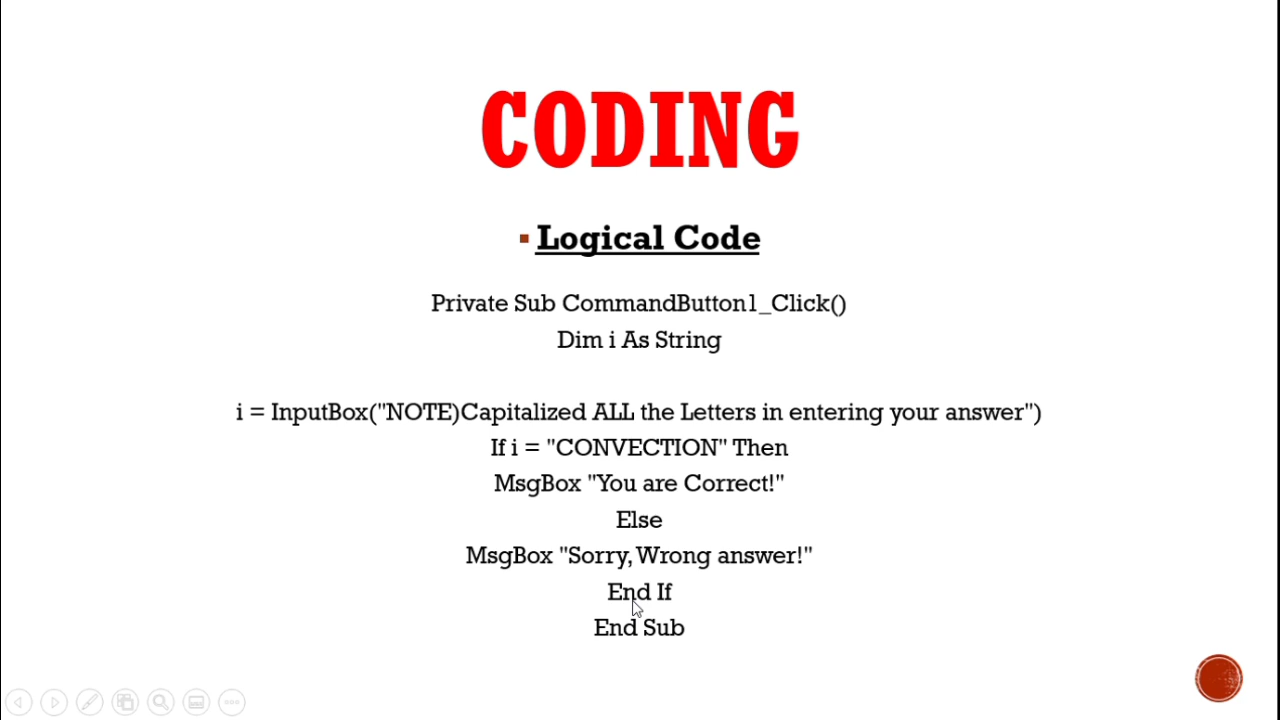 CODING
Logical Code
Private Sub CommandButton1_Click()
Dim i As String
i = InputBox("NOTE)Capitalized ALL the Letters in entering your answer")
If i = "CONVECTION" Then
MsgBox "You are Correct!"
Else
MsgBox "Sorry, Wrong answer!"
End If
End Sub